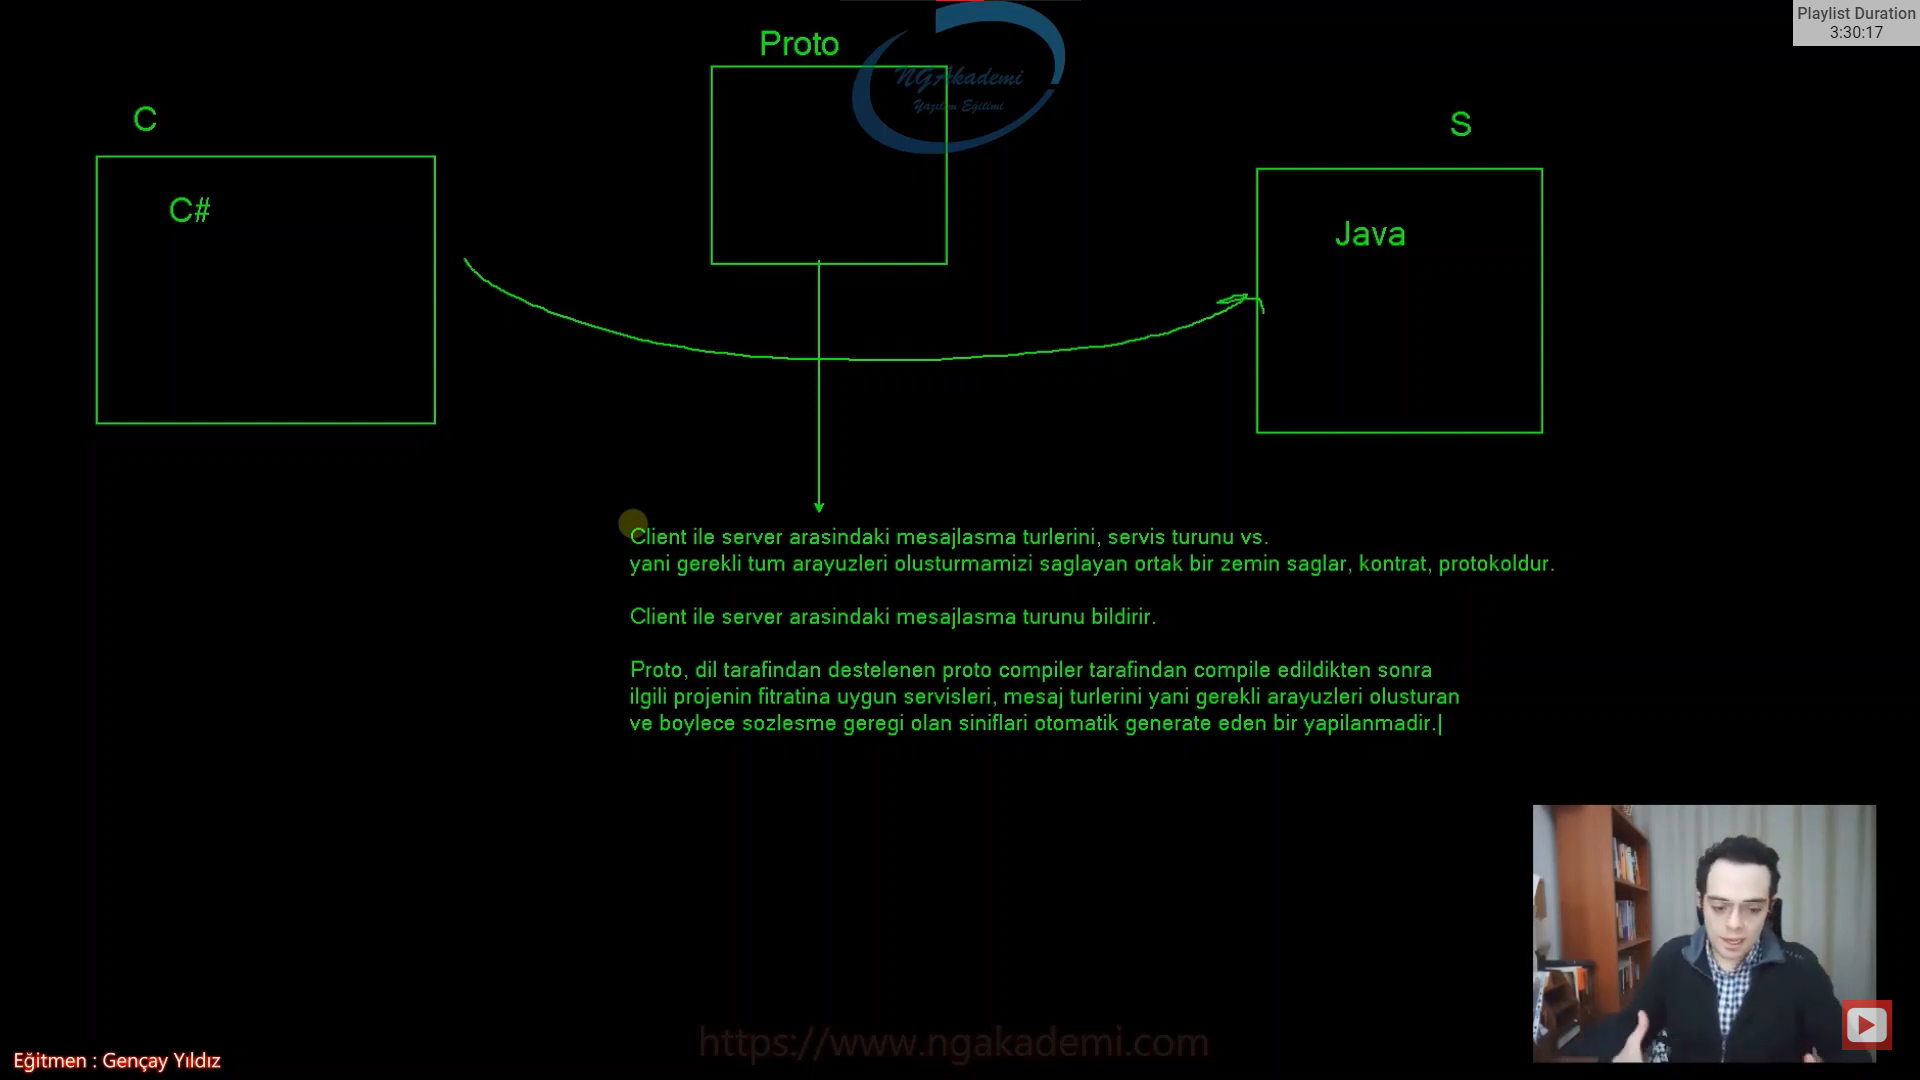 Playlist Duration
3:30:17
Proto
NGAkademi
Yazılım Eğitimi
C
S
C#
Java
Client ile server arasindaki mesajlasma turlerini, servis turunu vs.
yani gerekli tum arayuzleri olusturmamizi saglayan ortak bir zemin saglar, kontrat, protokoldur.
Client ile server arasindaki mesajlasma turunu bildirir.
Proto, dil tarafindan destelenen proto compiler tarafindan compile edildikten sonra
ilgili projenin fitratina uygun servisleri, mesaj turlerini yani gerekli arayuzleri olusturan
ve boylece sozlesme geregi olan siniflari otomatik generate eden bir yapilanmadir.
https://www.ngakademi.com
Eğitmen : Gençay Yıldız